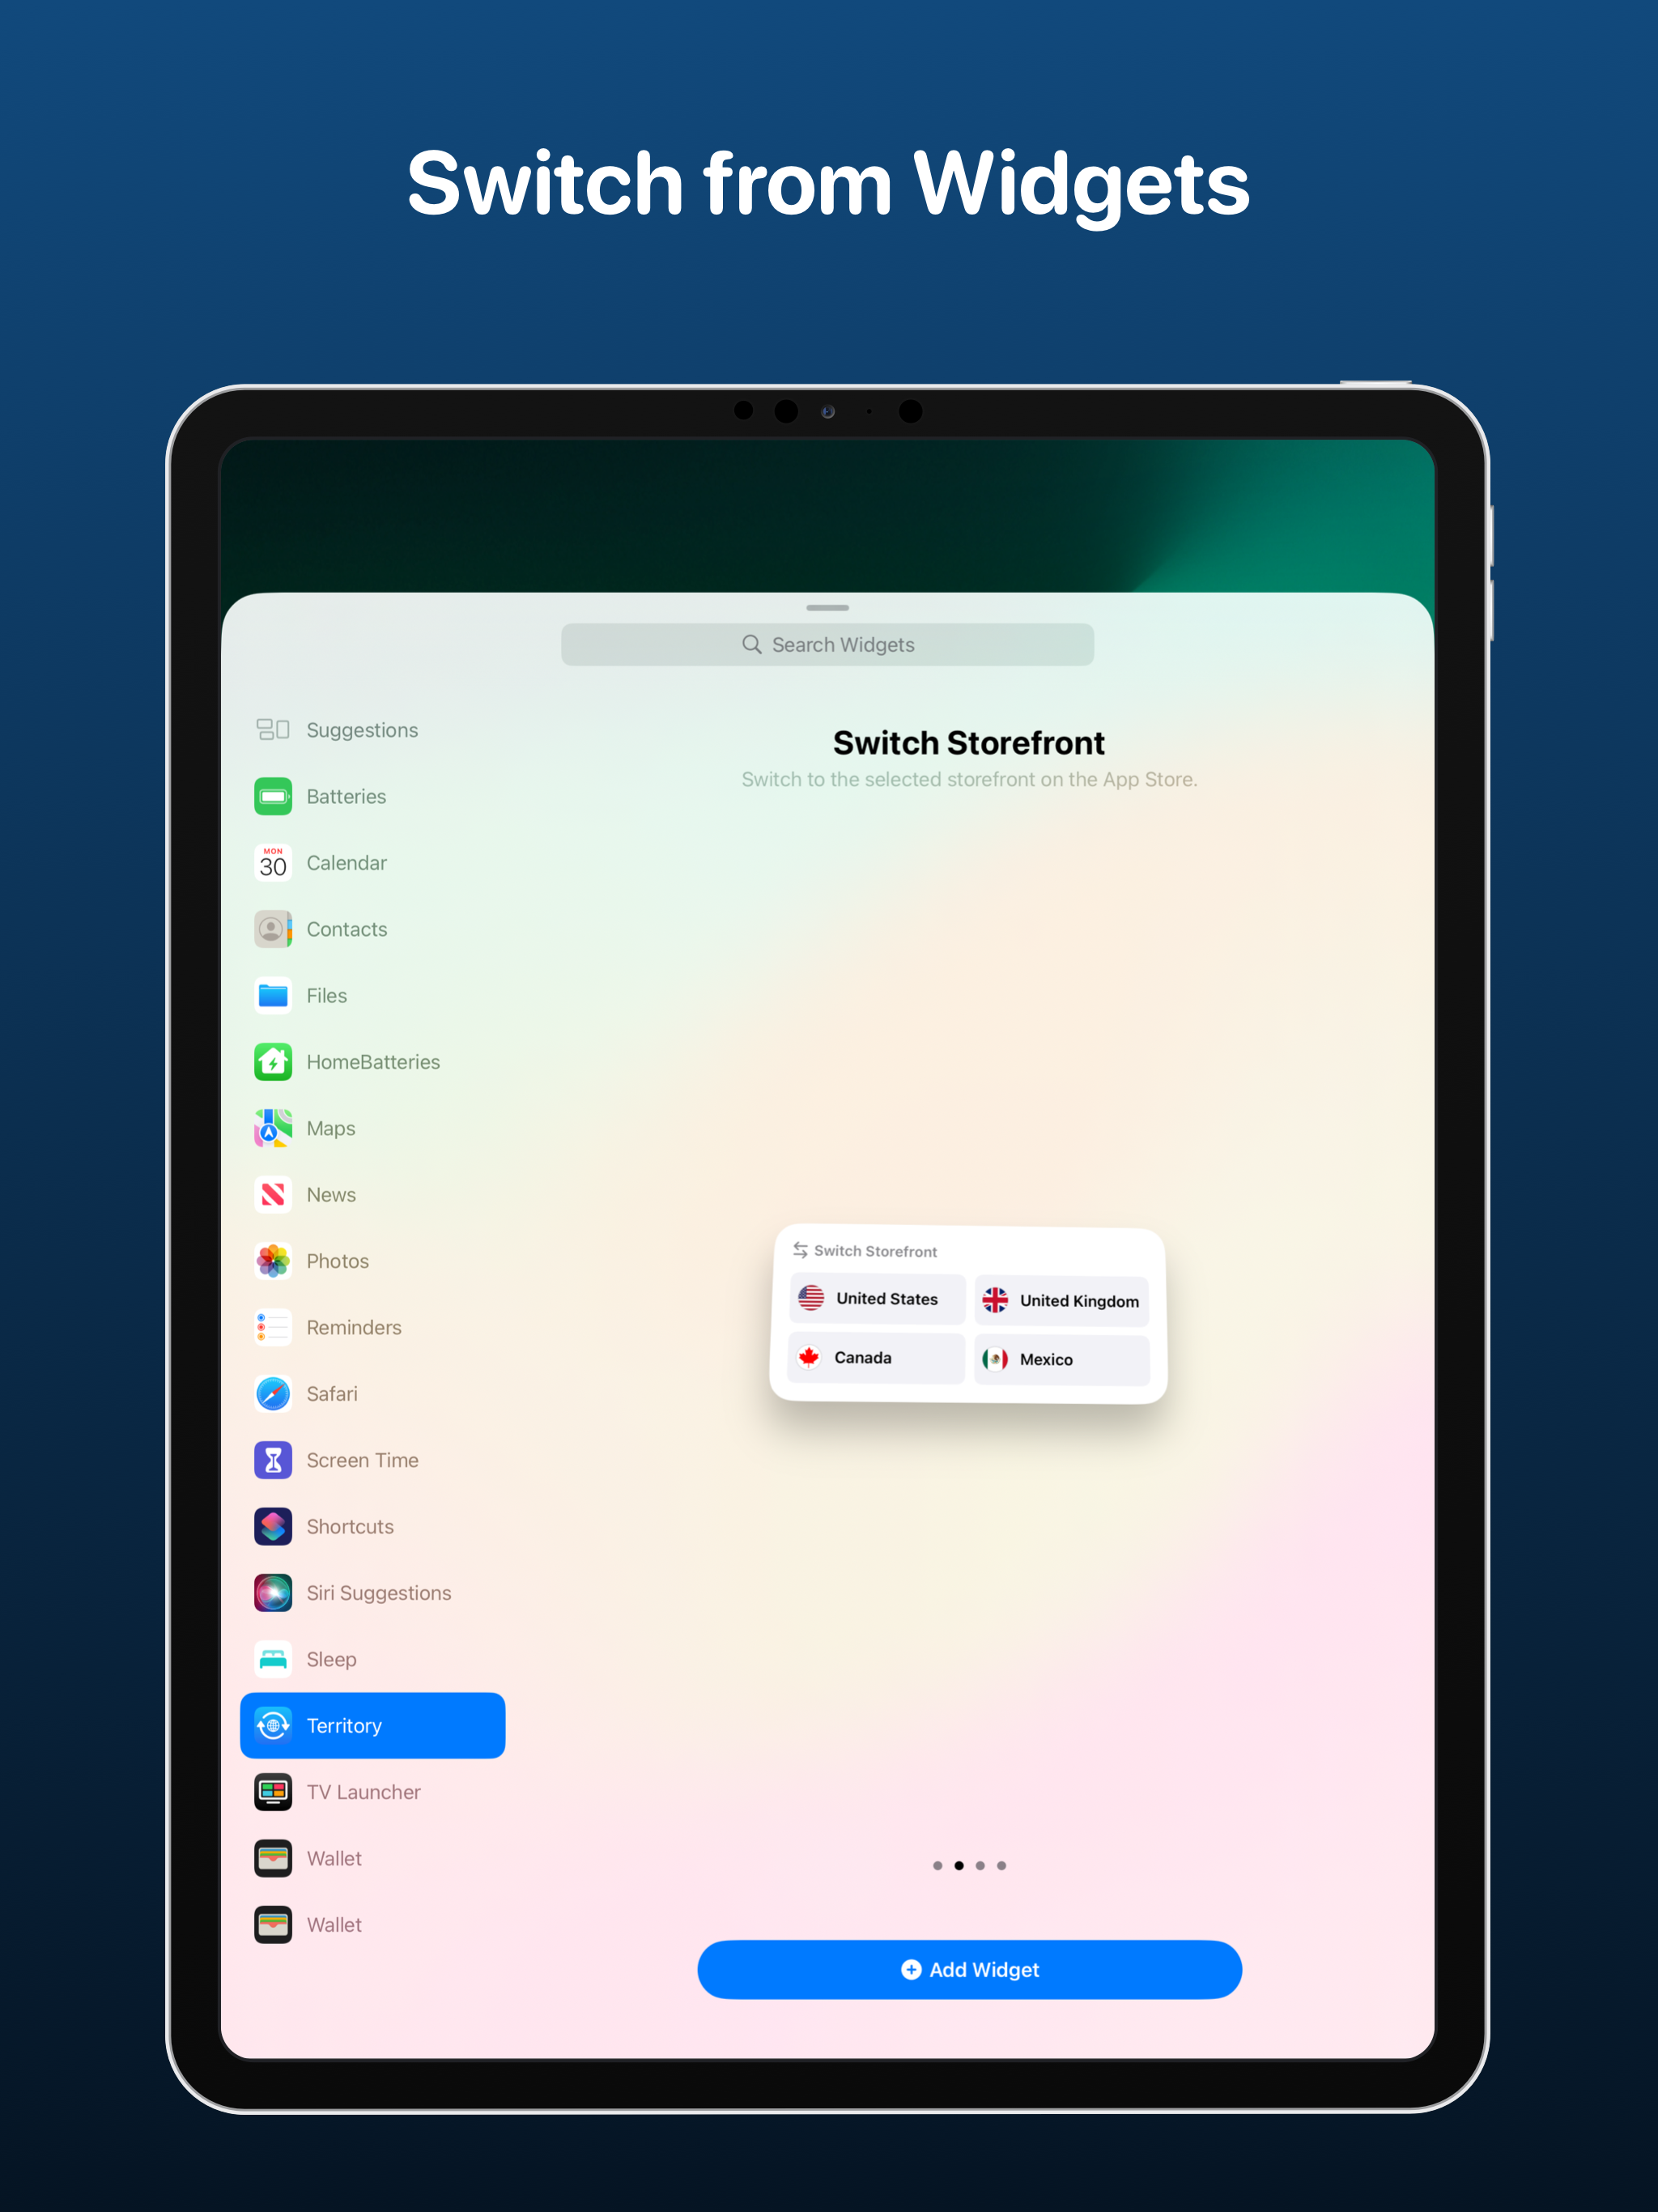 Switch from Widgets
Search Widgets
Suggestions
Batteries
MON
30
Calendar
Contacts
Files
HomeBatteries
Maps
News
Photos
Reminders
Safari
Screen Time
Shortcuts
Siri Suggestions
Sleep
Territory
TV Launcher
Wallet
Wallet
Switch Storefront
Switch to the selected storefront on the App Store.
Switch Storefront
United States
United Kingdom
Canada
Mexico
Add Widget